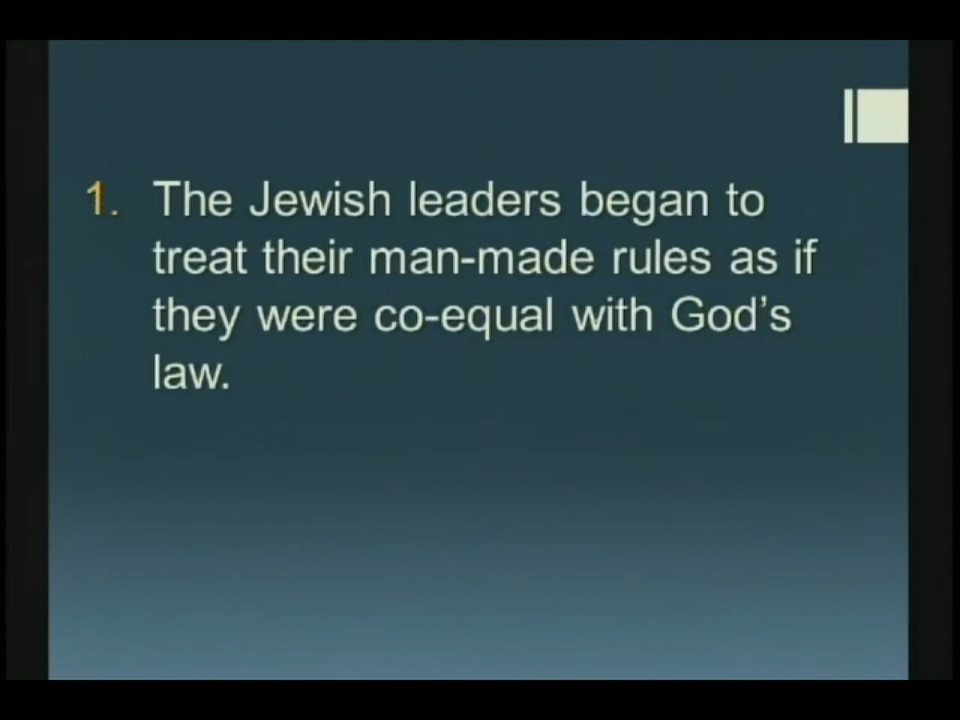 1. The Jewish leaders began to
treat their man-made rules as if
they were co-equal with God's
law.